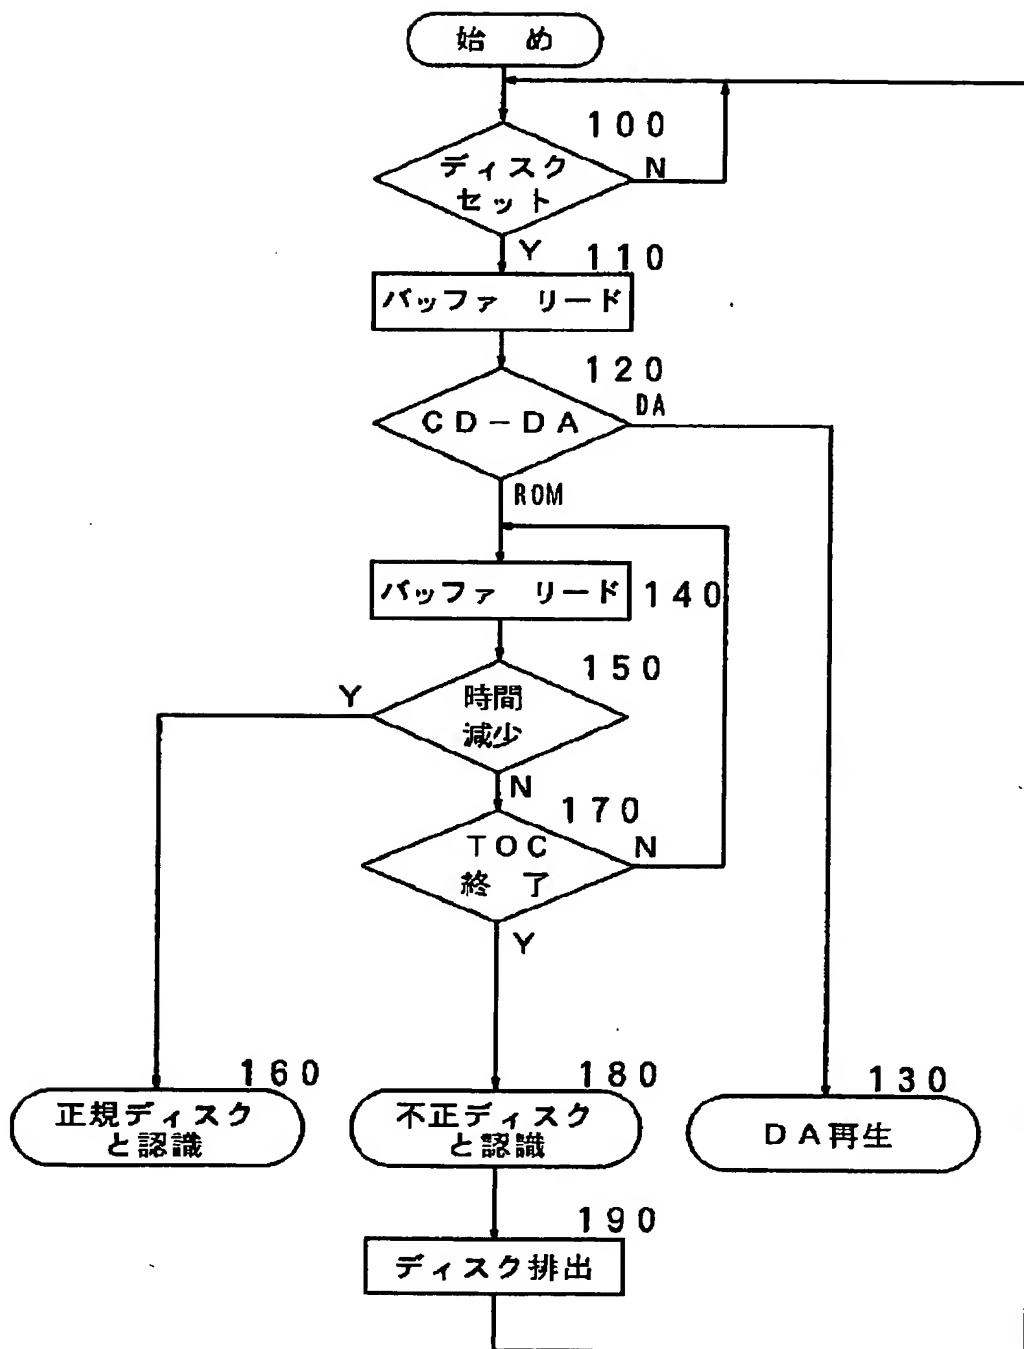 始 め
100
ディスク
セット
N
Y
110
バッファ リード
120
CD－DA
DA
ROM
バッファ リード
140
150
時間
減少
Y
N
170
TOC
終 了
N
Y
160
正規ディスク
と認識
180
不正ディスク
と認識
130
DA再生
190
ディスク排出